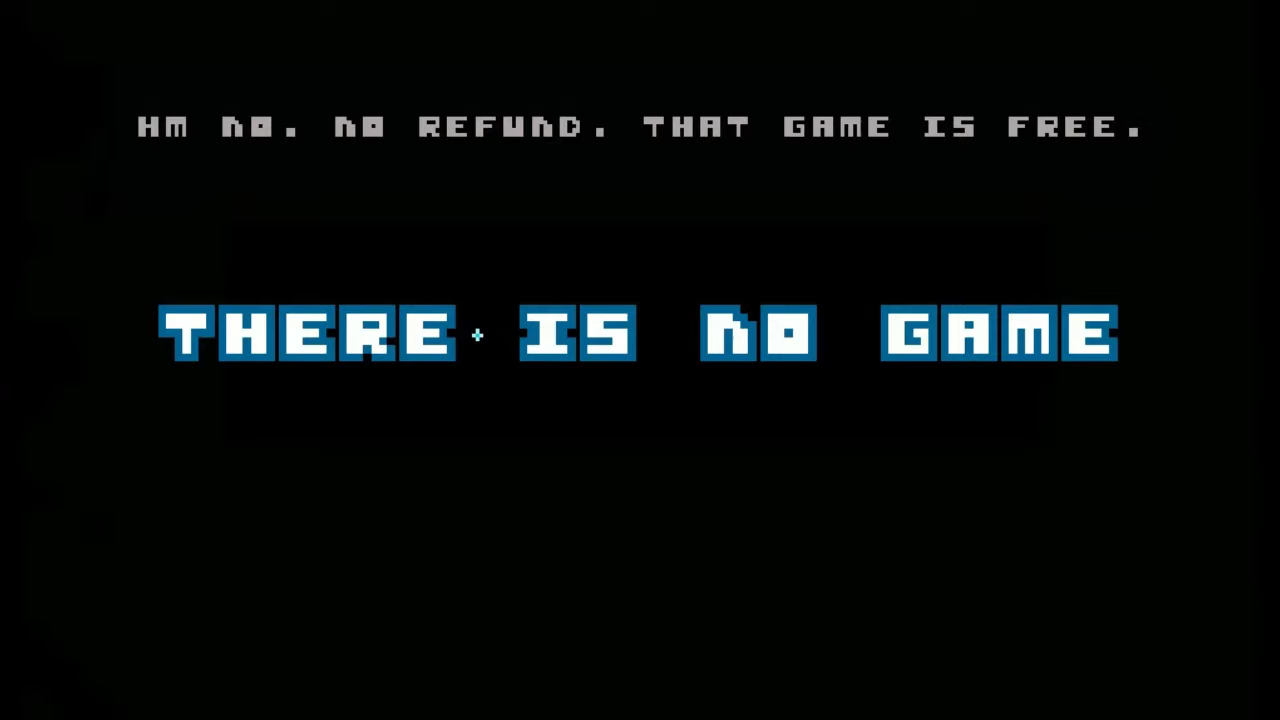 HM NO. NO REFUND. THAT GAME IS FREE.
THERE IS NO GAME